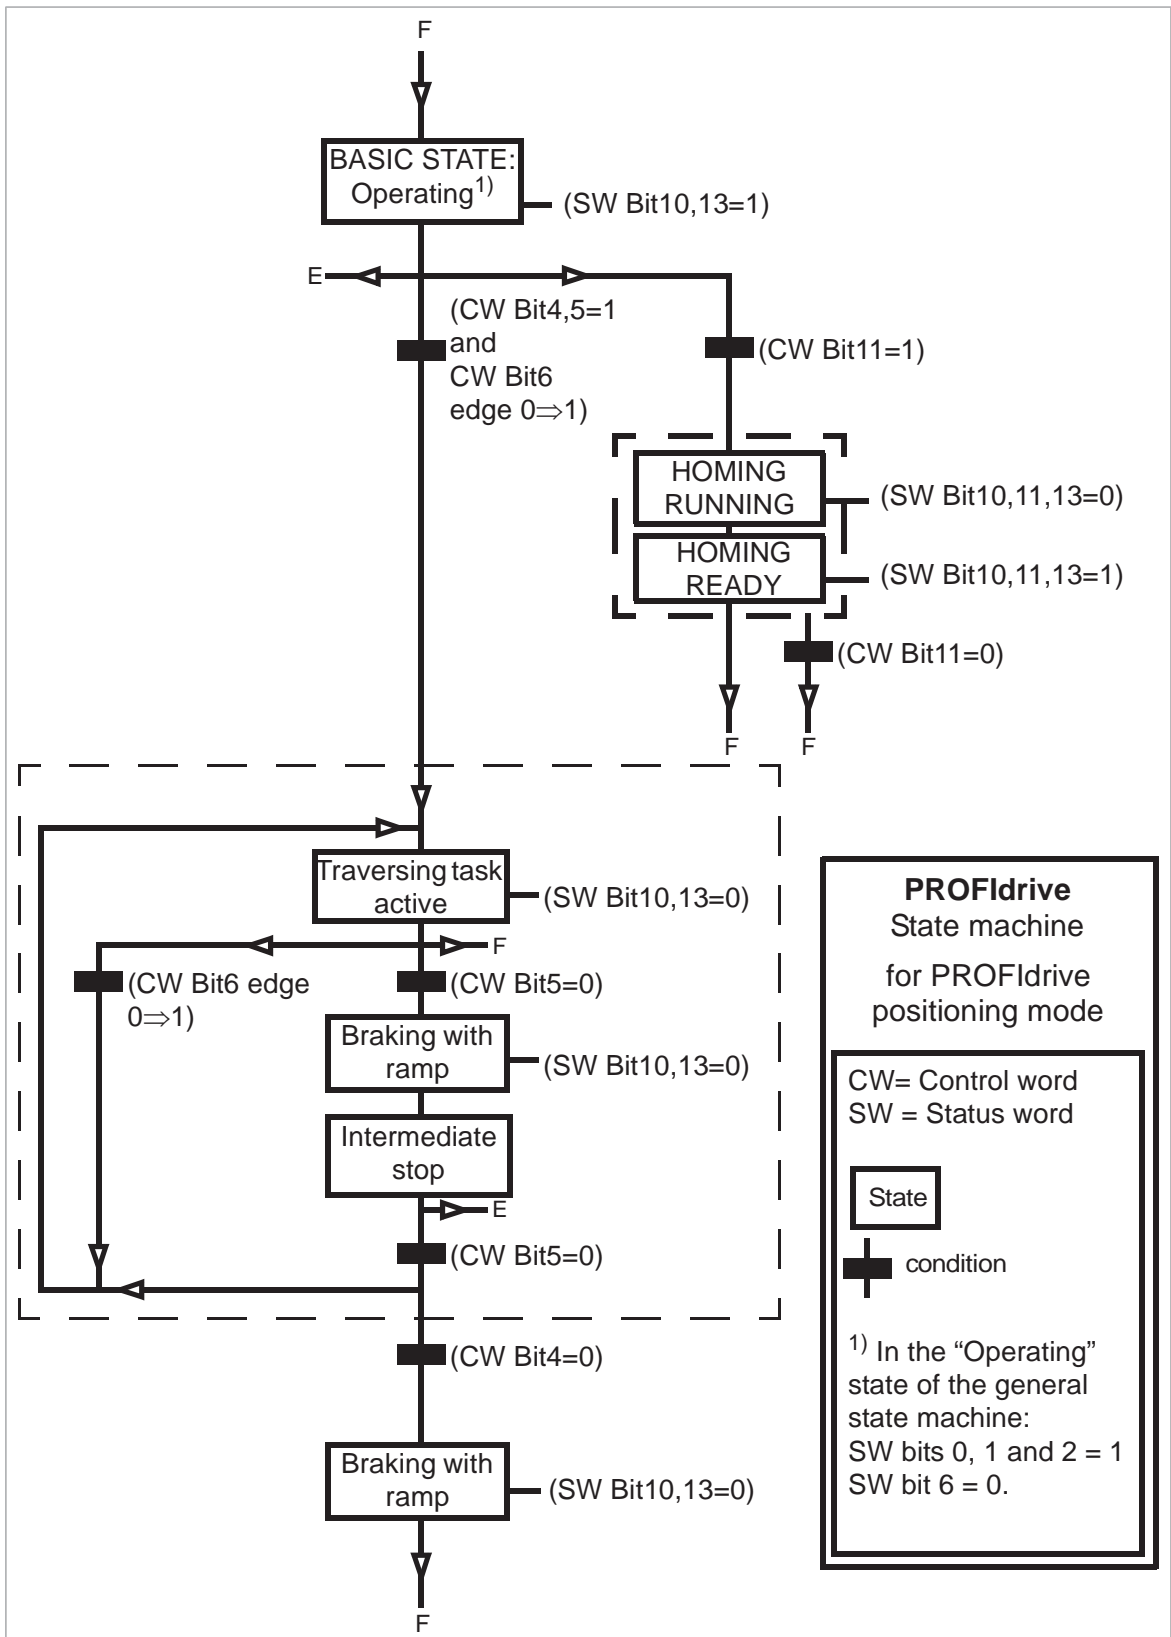 F
BASIC STATE:
Operating1)
(SW Bit10,13=1)
E
(CW Bit4,5=1
and
CW Bit6
edge 0⇒1)
(CW Bit11=1)
HOMING
RUNNING
(SW Bit10,11,13=0)
HOMING
READY
(SW Bit10,11,13=1)
(CW Bit11=0)
F
F
Traversing task
active
(SW Bit10,13=0)
F
(CW Bit6 edge
0⇒1)
(CW Bit5=0)
Braking with
ramp
(SW Bit10,13=0)
Intermediate
stop
E
(CW Bit5=0)
(CW Bit4=0)
Braking with
ramp
(SW Bit10,13=0)
F
PROFIdrive
State machine
for PROFIdrive
positioning mode
CW= Control word
SW = Status word
State
condition
1) In the “Operating”
state of the general
state machine:
SW bits 0, 1 and 2 = 1
SW bit 6 = 0.